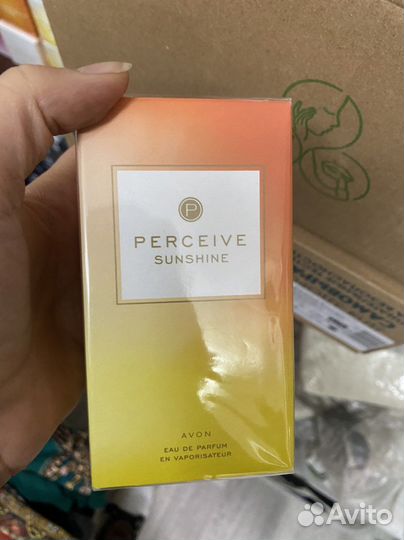 P
PERCEIVE
SUNSHINE
AVON
EAU DE PARFUM
EN VAPORISATEUR
Avito